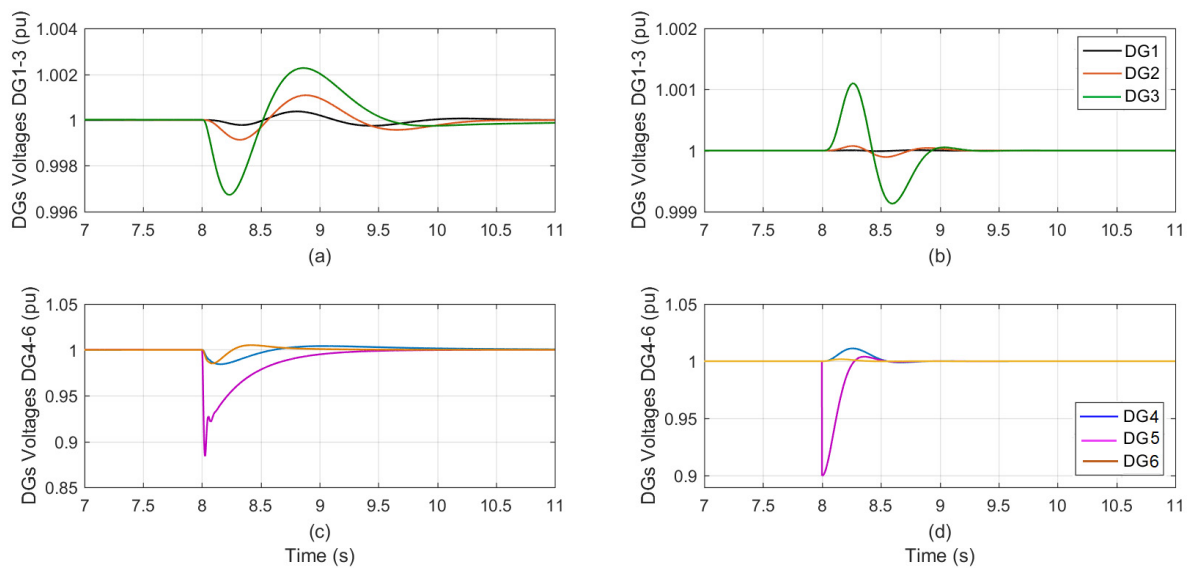 DGs Voltages DG1-3 (pu)
1.004
1.002
1
0.998
0.996
7 7.5 8 8.5 9 9.5 10 10.5 11
(a)
DGs Voltages DG1-3 (pu)
1.002
1.001
1
0.999
7 7.5 8 8.5 9 9.5 10 10.5 11
DG1
DG2
DG3
(b)
DGs Voltages DG4-6 (pu)
1.05
1
0.95
0.9
0.85
7 7.5 8 8.5 9 9.5 10 10.5 11
(c)
Time (s)
DGs Voltages DG4-6 (pu)
1.05
1
0.95
0.9
7 7.5 8 8.5 9 9.5 10 10.5 11
DG4
DG5
DG6
(d)
Time (s)